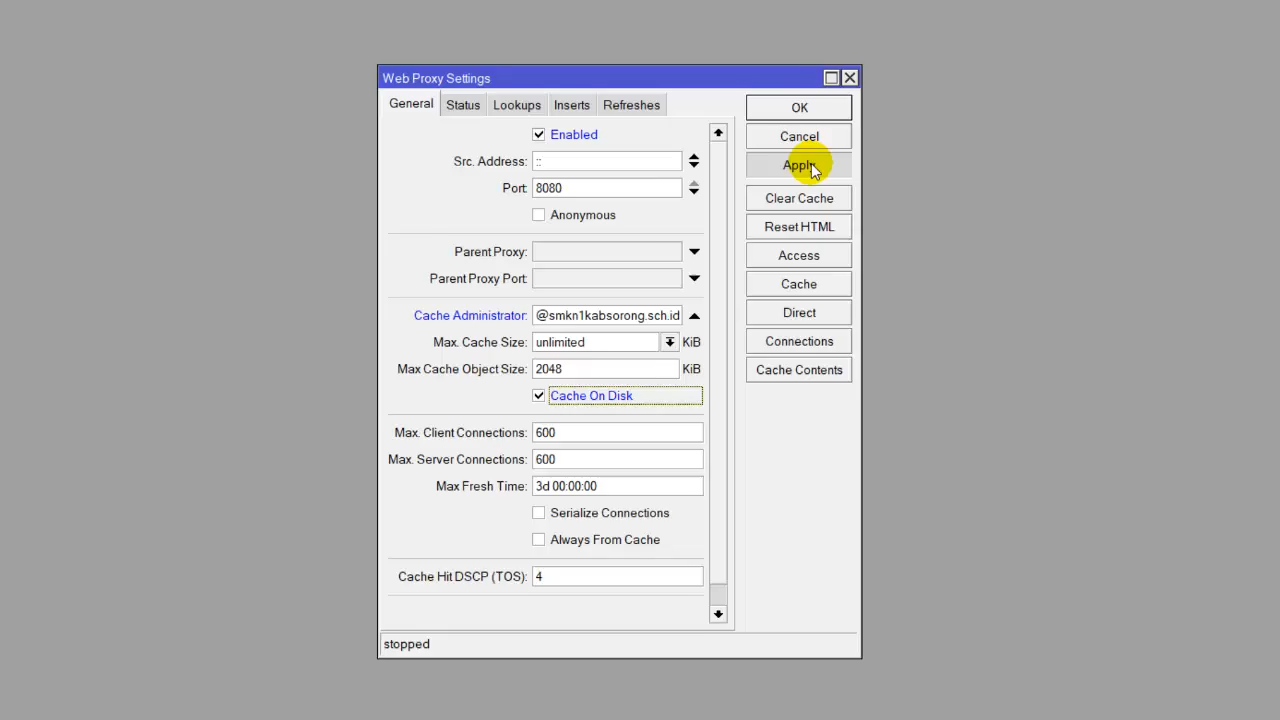 Web Proxy Settings
General Status Lookups Inserts Refreshes
Enabled
Src. Address: ::
Port: 8080
Anonymous
Parent Proxy:
Parent Proxy Port:
Cache Administrator: @smkn1kabsorong.sch.id
Max. Cache Size: unlimited KiB
Max Cache Object Size: 2048 KiB
Cache On Disk
Max. Client Connections: 600
Max. Server Connections: 600
Max Fresh Time: 3d 00:00:00
Serialize Connections
Always From Cache
Cache Hit DSCP (TOS): 4
OK
Cancel
Apply
Clear Cache
Reset HTML
Access
Cache
Direct
Connections
Cache Contents
stopped